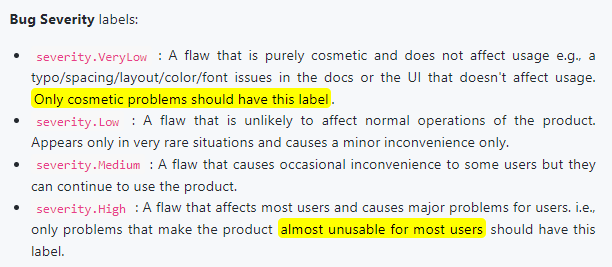 Bug Severity labels:
severity.VeryLow : A flaw that is purely cosmetic and does not affect usage e.g., a
typo/spacing/layout/color/font issues in the docs or the UI that doesn't affect usage.
Only cosmetic problems should have this label.
severity.Low : A flaw that is unlikely to affect normal operations of the product.
Appears only in very rare situations and causes a minor inconvenience only.
severity.Medium : A flaw that causes occasional inconvenience to some users but they
can continue to use the product.
severity.High : A flaw that affects most users and causes major problems for users. i.e.,
only problems that make the product almost unusable for most users should have this
label.